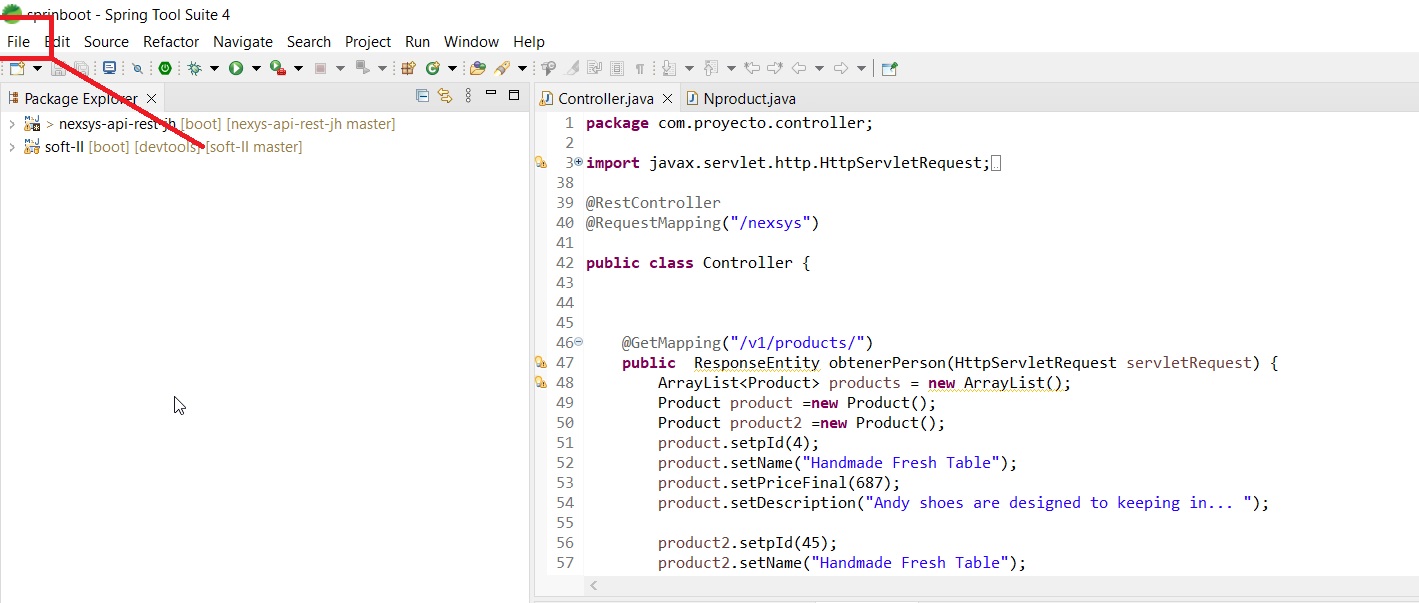 sprinboot - Spring Tool Suite 4
File Edit Source Refactor Navigate Search Project Run Window Help
Package Explorer
> nexsys-api-rest-jh [boot] [nexys-api-rest-jh master]
soft-II [boot] [devtools] [soft-II master]
Controller.java Nproduct.java
1 package com.proyecto.controller;
2
3 import javax.servlet.http.HttpServletRequest;
38
39 @RestController
40 @RequestMapping("/nexsys")
41
42 public class Controller {
43
44
45
46 @GetMapping("/v1/products/")
47 public ResponseEntity obtenerPerson(HttpServletRequest servletRequest) {
48 ArrayList<Product> products = new ArrayList();
49 Product product =new Product();
50 Product product2 =new Product();
51 product.setpId(4);
52 product.setName("Handmade Fresh Table");
53 product.setPriceFinal(687);
54 product.setDescription("Andy shoes are designed to keeping in... ");
55
56 product2.setpId(45);
57 product2.setName("Handmade Fresh Table");